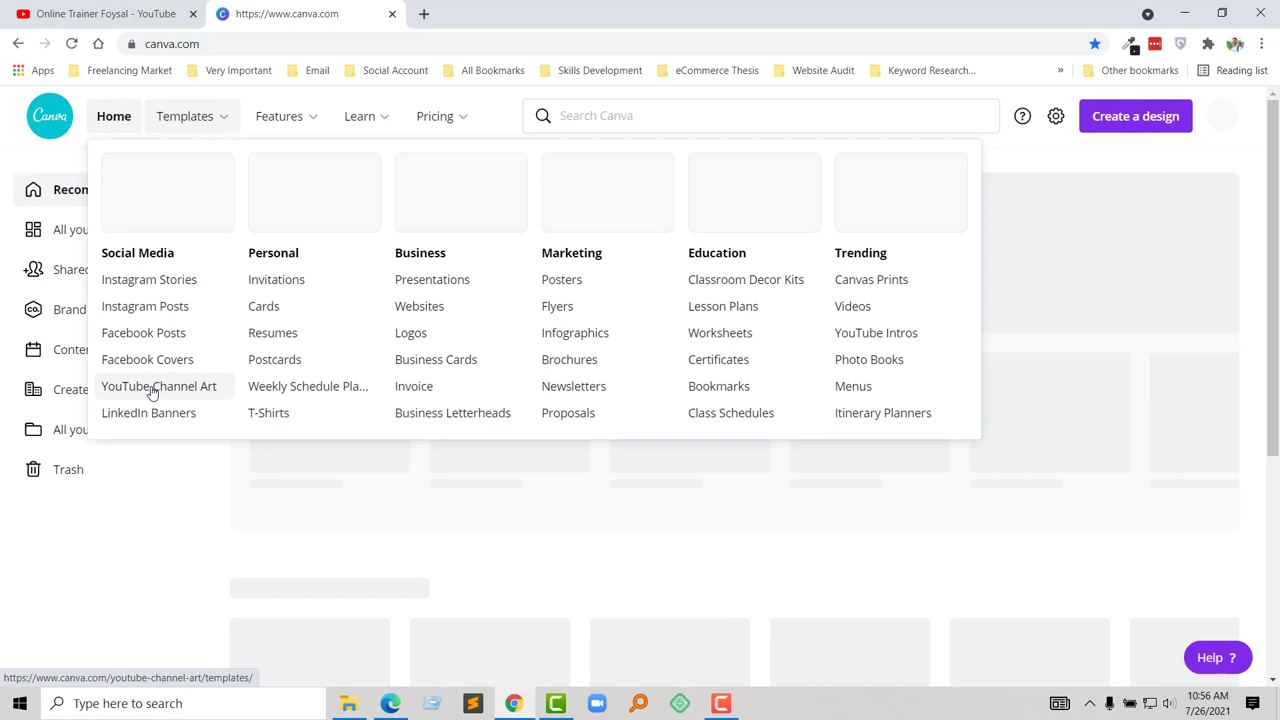 Online Trainer Foysal - YouTube
https://www.canva.com
canva.com
Apps
Freelancing Market
Very Important
Email
Social Account
All Bookmarks
Skills Development
eCommerce Thesis
Website Audit
Keyword Research...
»
Other bookmarks
Reading list
Canva
Home
Templates
Features
Learn
Pricing
Search Canva
Create a design
Recon
All you
Shared
Brand
Conten
Create
All you
Trash
Social Media
Instagram Stories
Instagram Posts
Facebook Posts
Facebook Covers
YouTube Channel Art
LinkedIn Banners
Personal
Invitations
Cards
Resumes
Postcards
Weekly Schedule Pla...
T-Shirts
Business
Presentations
Websites
Logos
Business Cards
Invoice
Business Letterheads
Marketing
Posters
Flyers
Infographics
Brochures
Newsletters
Proposals
Education
Classroom Decor Kits
Lesson Plans
Worksheets
Certificates
Bookmarks
Class Schedules
Trending
Canvas Prints
Videos
YouTube Intros
Photo Books
Menus
Itinerary Planners
Help ?
https://www.canva.com/youtube-channel-art/templates/
Type here to search
10:56 AM
7/26/2021